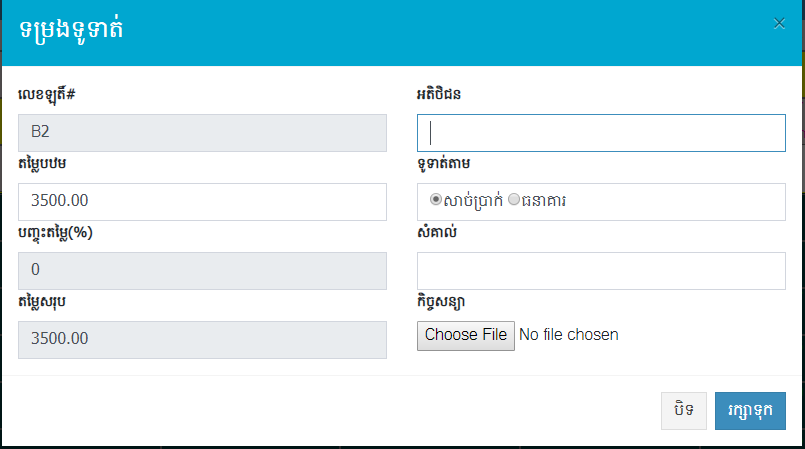 ទម្រងទូទាត់
×
លេខឡុតិ៍#
អតិថិជន
B2
តម្លៃបឋម
ទូទាត់តាម
3500.00
សាច់ប្រាក់ ធនាគារ
បញ្ចុះតម្លៃ(%)
សំគាល់
0
តម្លៃសរុប
កិច្ចសន្យា
3500.00
Choose File No file chosen
បិទ
រក្សាទុក